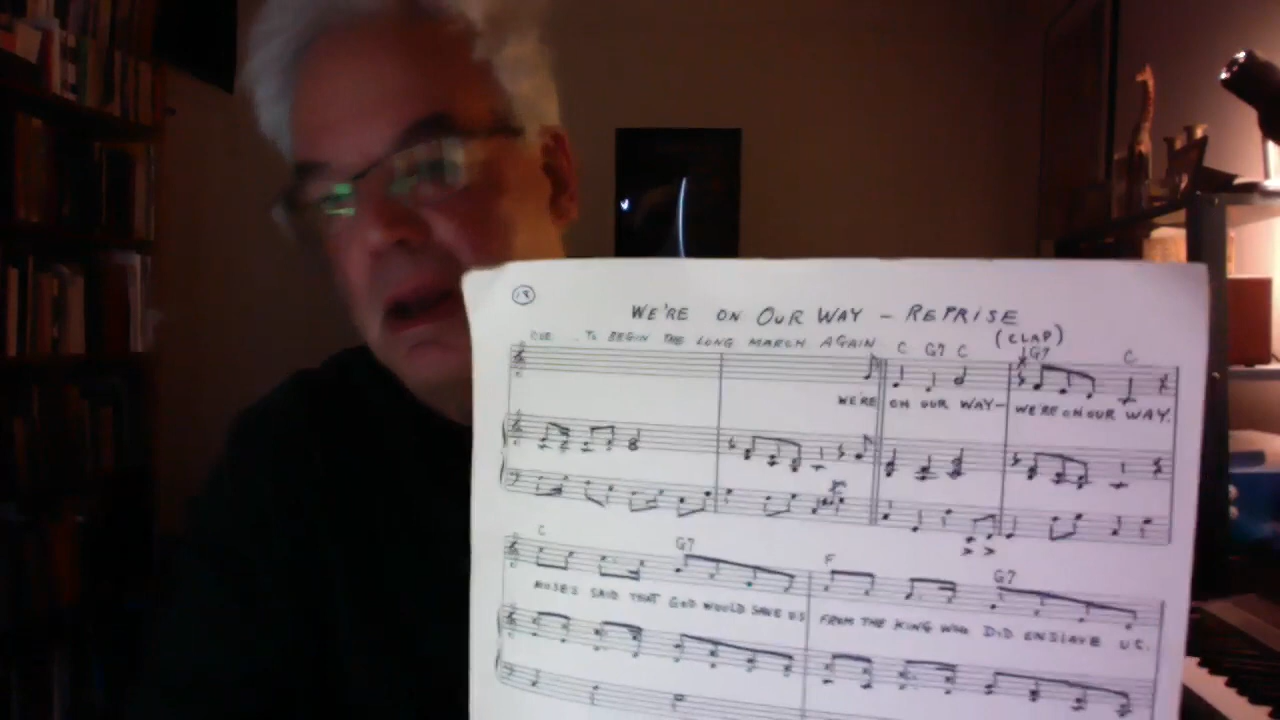 18
WE'RE ON OUR WAY - REPRISE
CUE: ..TO BEGIN THE LONG MARCH AGAIN
(CLAP)
C G7 C G7 C
WE'RE ON OUR WAY- WE'RE ON OUR WAY.
C G7 F G7
MOSES SAID THAT GOD WOULD SAVE US FROM THE KING WHO DID ENSLAVE US.